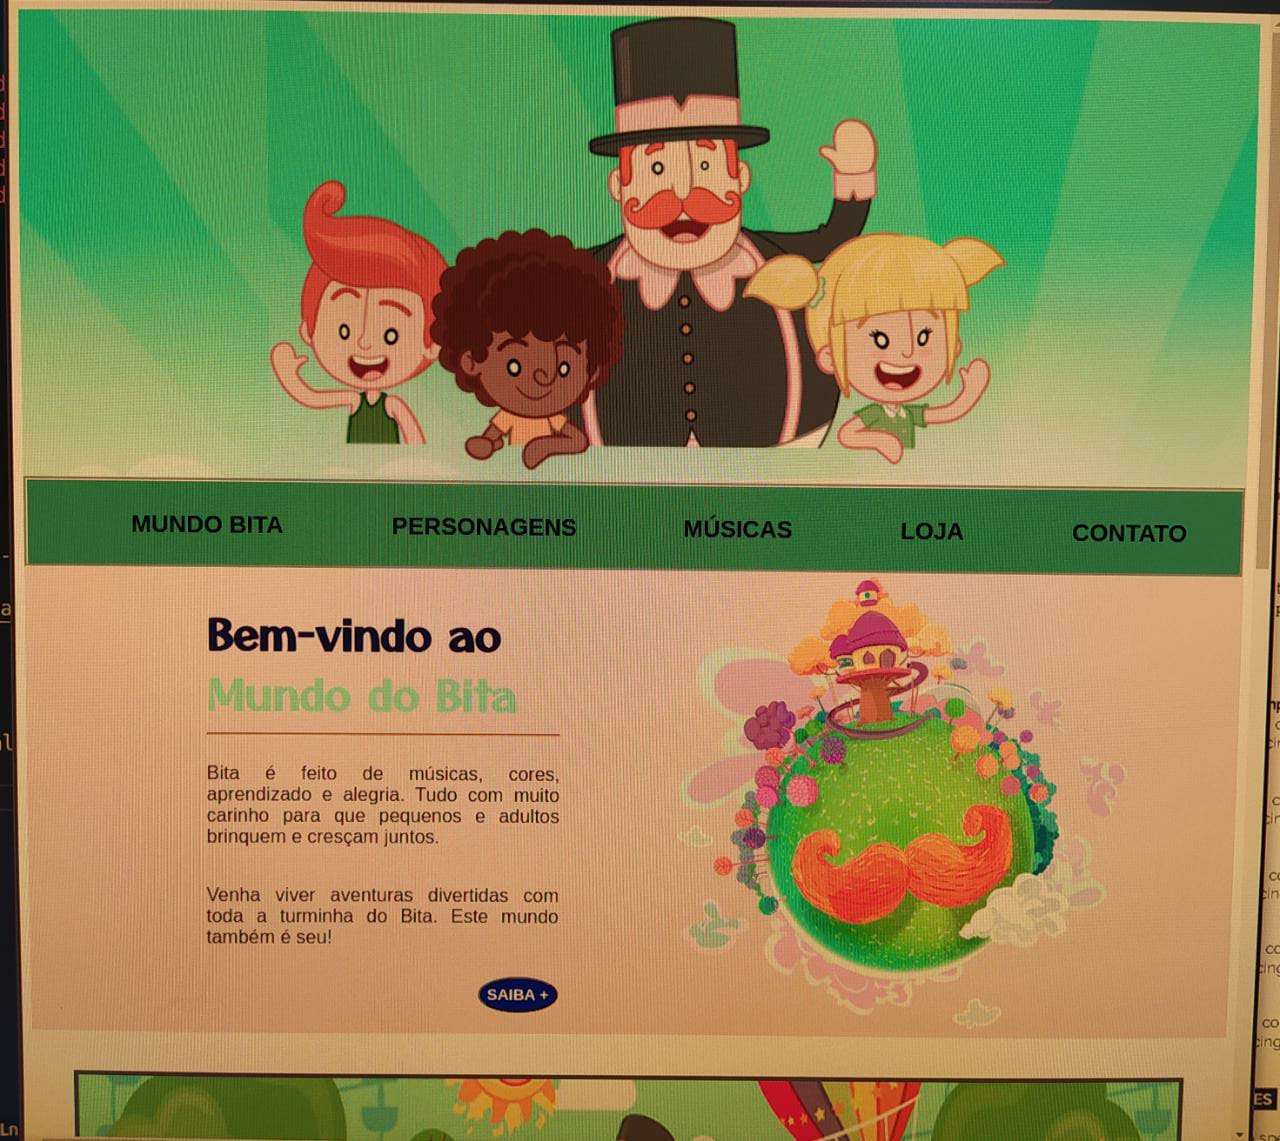 MUNDO BITA
PERSONAGENS
MÚSICAS
LOJA
CONTATO
Bem-vindo ao
Mundo do Bita
Bita é feito de músicas, cores,
aprendizado e alegria. Tudo com muito
carinho para que pequenos e adultos
brinquem e cresçam juntos.
Venha viver aventuras divertidas com
toda a turminha do Bita. Este mundo
também é seu!
SAIBA +
Ln
ES